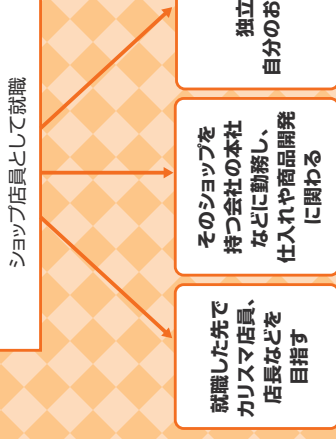 ショップ店員として就職
就職した先で
カリスマ店員、
店長などを
目指す
そのショップを
持つ会社の本社
などに勤務し、
仕入れや商品開発
に関わる
独立
自分のお